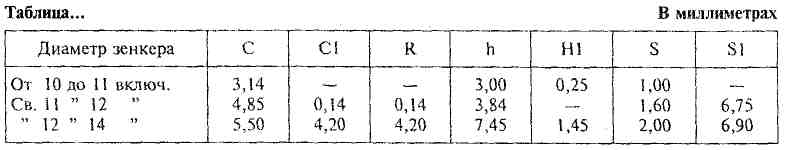 Таблица... В миллиметрах
Диаметр зенкера C C1 R h H1 S S1
От 10 до 11 включ. 3,14 — — 3,00 0,25 1,00 —
Св. 11 " 12 " 4,85 0,14 0,14 3,84 — 1,60 6,75
" 12 " 14 " 5,50 4,20 4,20 7,45 1,45 2,00 6,90